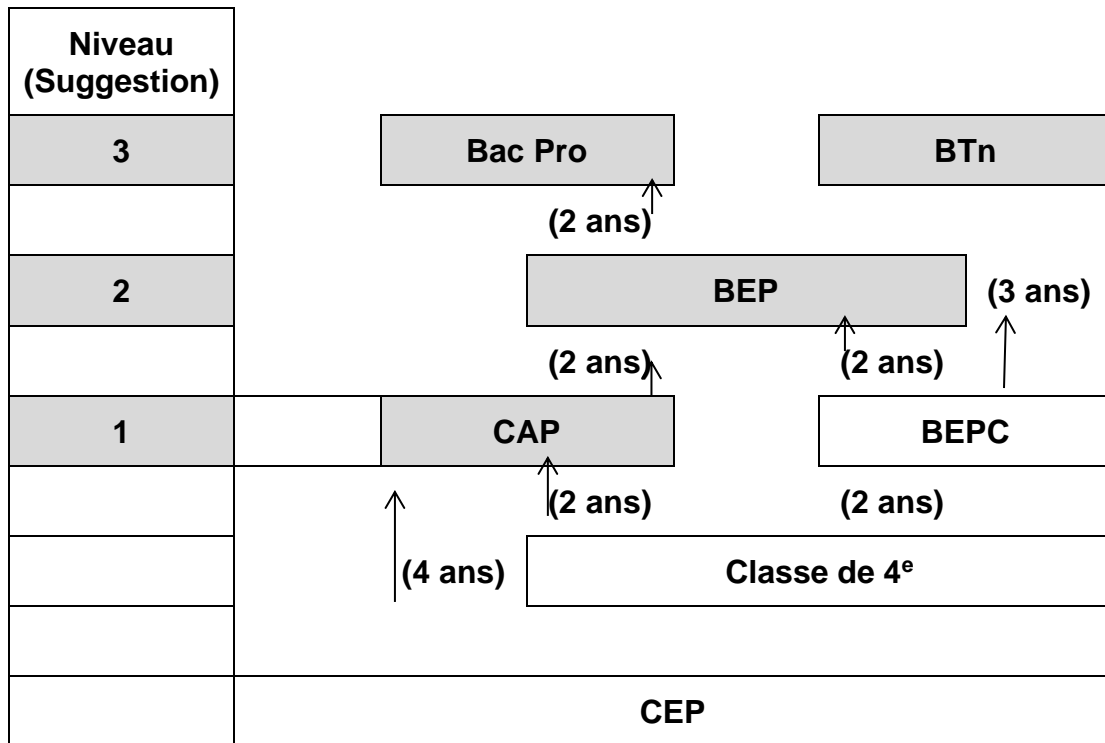 Niveau
(Suggestion)
3 Bac Pro BTn
(2 ans)
2 BEP (3 ans)
(2 ans) (2 ans)
1 CAP BEPC
(2 ans) (2 ans)
(4 ans) Classe de 4e
CEP